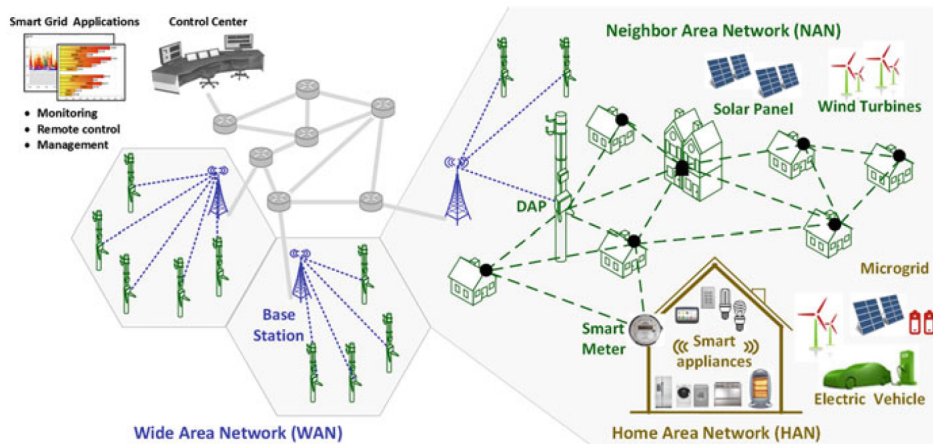 Smart Grid Applications
Control Center
• Monitoring
• Remote control
• Management
Neighbor Area Network (NAN)
Solar Panel
Wind Turbines
DAP
Microgrid
Base
Station
Smart
Meter
Smart
appliances
Electric Vehicle
Wide Area Network (WAN)
Home Area Network (HAN)